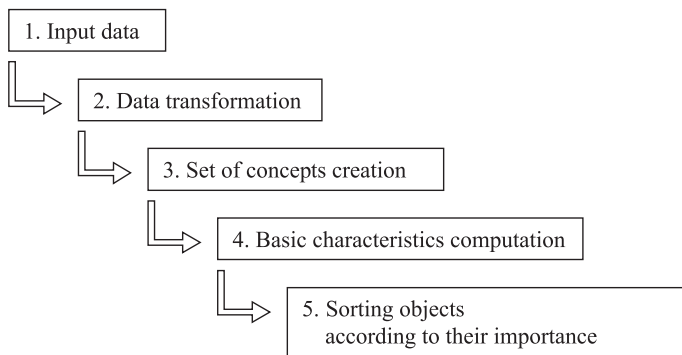 1. Input data
2. Data transformation
3. Set of concepts creation
4. Basic characteristics computation
5. Sorting objects
according to their importance